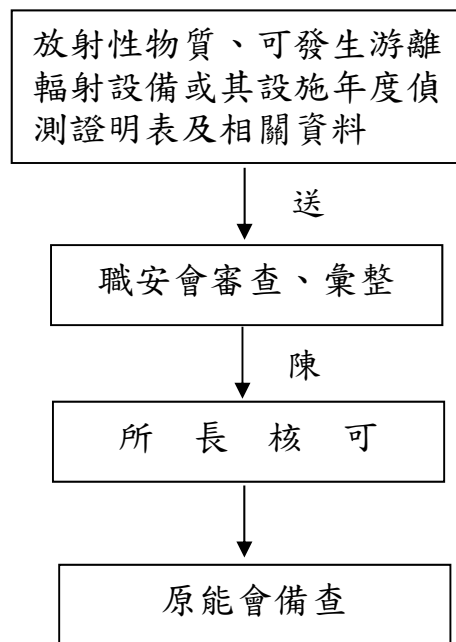 放射性物質、可發生游離
輻射設備或其設施年度偵
測證明表及相關資料
送
職安會審查、彙整
陳
所 長 核 可
原能會備查